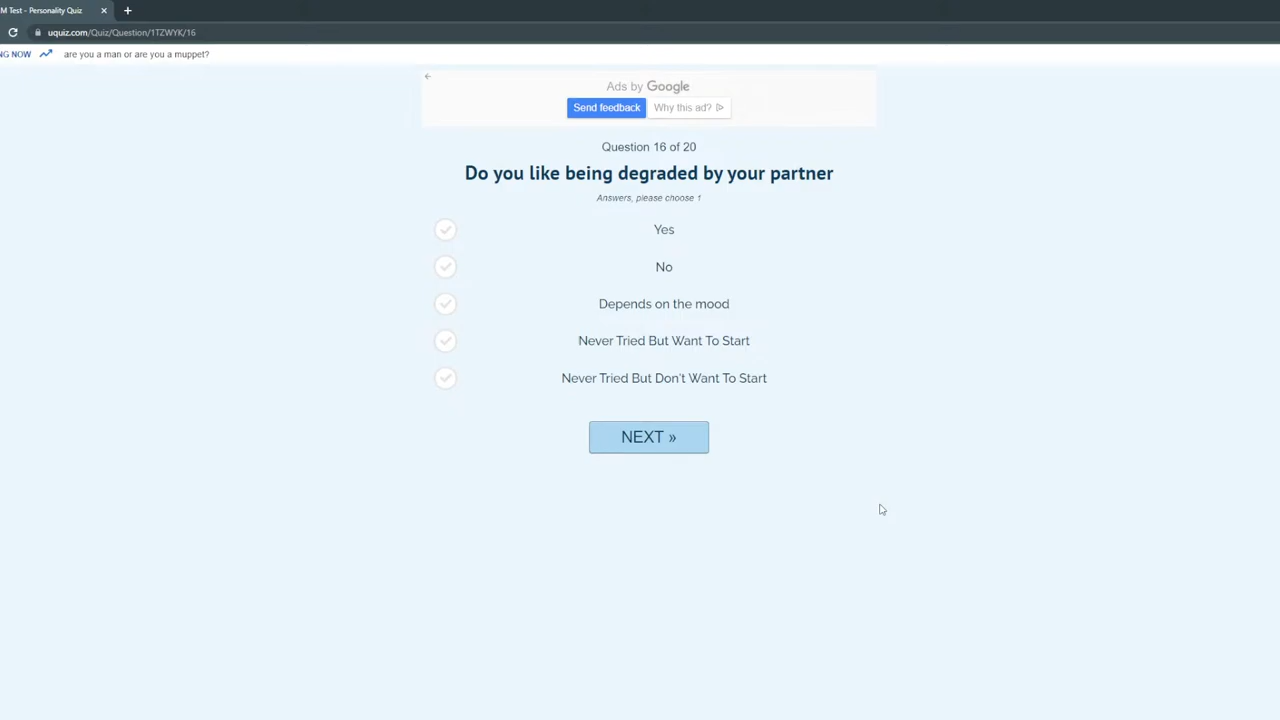 M Test - Personality Quiz
uquiz.com/Quiz/Question/1TZWYK/16
NG NOW are you a man or are you a muppet?
Ads by Google
Send feedback Why this ad?
Question 16 of 20
Do you like being degraded by your partner
Answers, please choose 1
Yes
No
Depends on the mood
Never Tried But Want To Start
Never Tried But Don't Want To Start
NEXT »